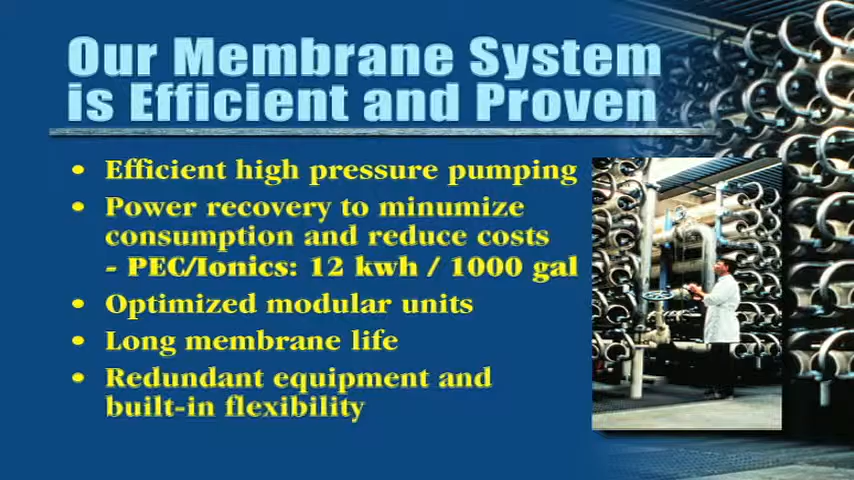 Our Membrane System
is Efficient and Proven
• Efficient high pressure pumping
• Power recovery to minumize
consumption and reduce costs
- PEC/Ionics: 12 kwh / 1000 gal
• Optimized modular units
• Long membrane life
• Redundant equipment and
built-in flexibility